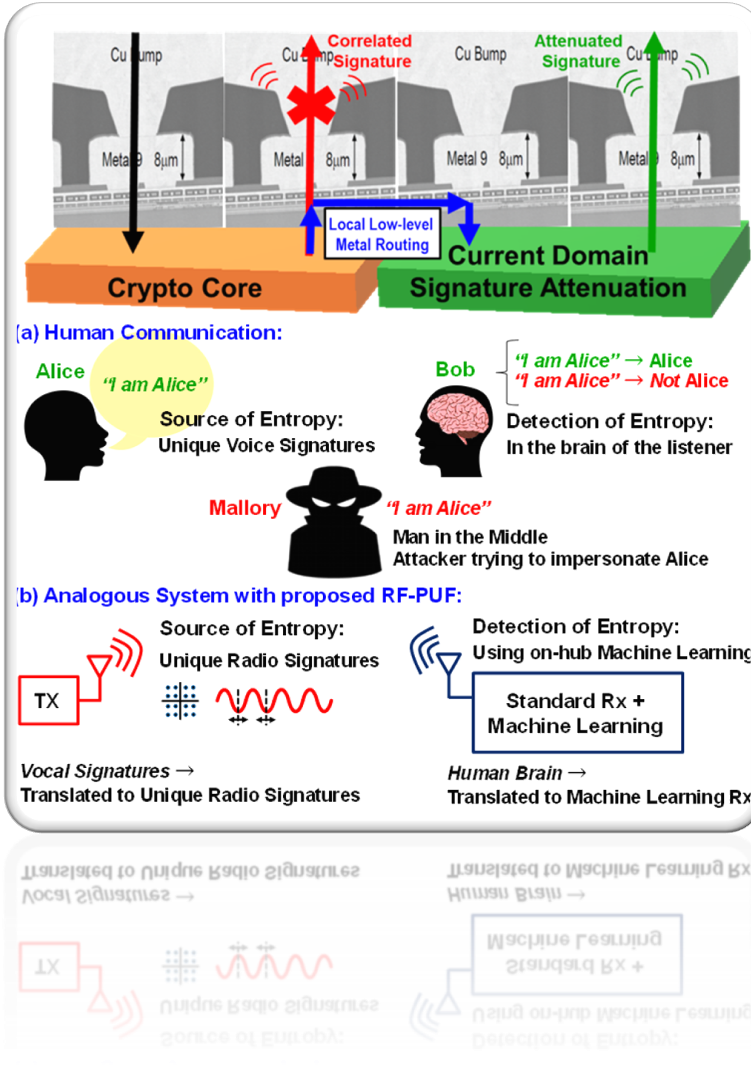 Cu Bump
Correlated
Signature
Cu Bump
Cu Bump
Attenuated
Signature
Cu Bump
Metal 9 8μm
Metal 8μm
Metal 9 8μm
Metal 9 8μm
Local Low-level
Metal Routing
Crypto Core
Current Domain
Signature Attenuation
(a) Human Communication:
Alice
"I am Alice"
Source of Entropy:
Unique Voice Signatures
Bob
"I am Alice" → Alice
"I am Alice" → Not Alice
Detection of Entropy:
In the brain of the listener
Mallory
"I am Alice"
Man in the Middle
Attacker trying to impersonate Alice
(b) Analogous System with proposed RF-PUF:
TX
Source of Entropy:
Unique Radio Signatures
Detection of Entropy:
Using on-hub Machine Learning
Standard Rx +
Machine Learning
Vocal Signatures →
Translated to Unique Radio Signatures
Human Brain →
Translated to Machine Learning Rx